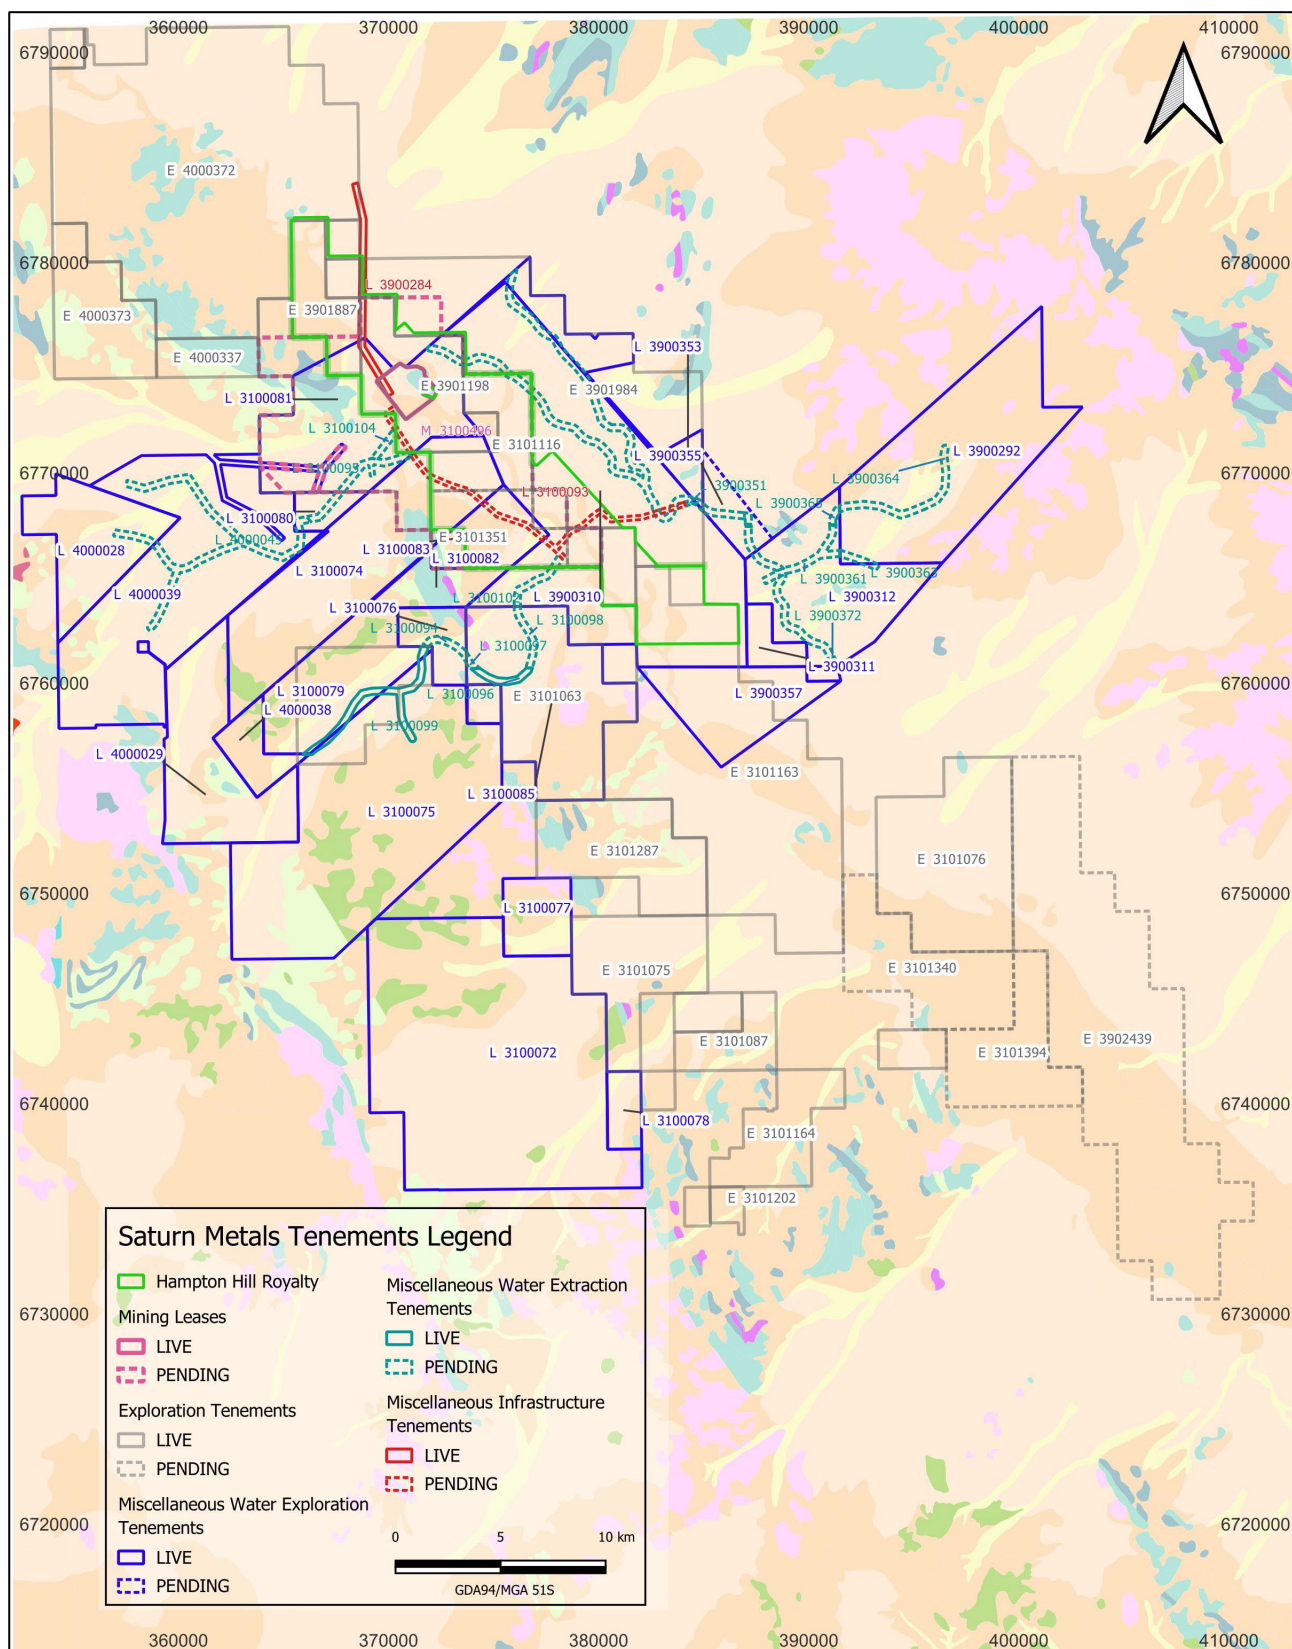 360000 370000 380000 390000 400000 410000
6790000 6790000
E 4000372
6780000 6780000
L 3900284
E 3901887
E 4000373
E 4000337
L 3900353
E 3901198
E 3901984
L 3100081
L 3100104
M 3100496
E 3101116
L 3900355
L 3900292
6770000 6770000
L 3900364
L 3100093
L 3900351
L 3900365
L 3100080
L 4000028
E 3101351
L 3100083
L 3100082
L 3100074
L 3900361
L 3900363
L 4000039
L 3900310
L 3900312
L 3100076
L 3100094
L 3100098
L 3900372
L 3100097
L 3900311
6760000 6760000
L 3100079
L 3100096
E 3101063
L 3900357
L 4000038
L 3100099
L 4000029
E 3101163
L 3100085
L 3100075
E 3101287
E 3101076
6750000 6750000
L 3100077
E 3101075
E 3101340
E 3101087
E 3902439
L 3100072
E 3101394
6740000 6740000
L 3100078
E 3101164
E 3101202
Saturn Metals Tenements Legend
Hampton Hill Royalty
Mining Leases
LIVE
PENDING
Exploration Tenements
LIVE
PENDING
Miscellaneous Water Exploration
Tenements
LIVE
PENDING
Miscellaneous Water Extraction
Tenements
LIVE
PENDING
Miscellaneous Infrastructure
Tenements
LIVE
PENDING
0 5 10 km
GDA94/MGA 51S
6730000 6730000
6720000 6720000
360000 370000 380000 390000 400000 410000